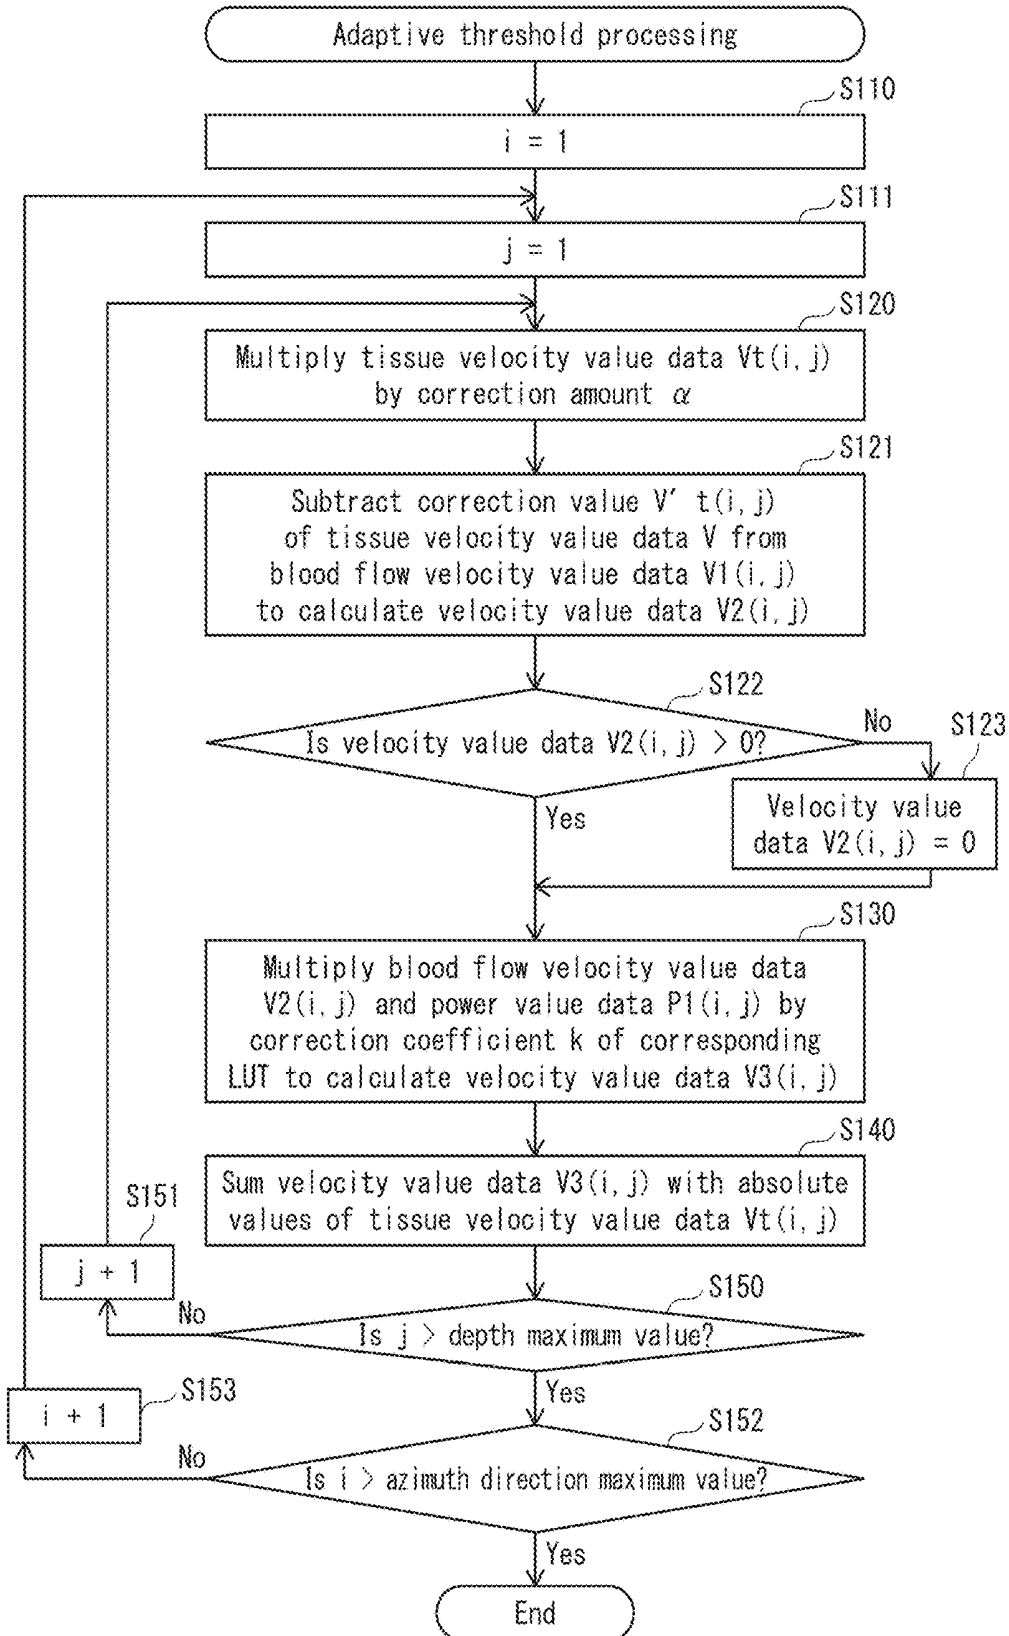 Adaptive threshold processing
S110
i = 1
S111
j = 1
S120
Multiply tissue velocity value data Vt(i, j)
by correction amount α
S121
Subtract correction value V′ t(i, j)
of tissue velocity value data V from
blood flow velocity value data V1(i, j)
to calculate velocity value data V2(i, j)
S122
Is velocity value data V2(i, j) > 0?
No
S123
Velocity value
data V2(i, j) = 0
Yes
S130
Multiply blood flow velocity value data
V2(i, j) and power value data P1(i, j) by
correction coefficient k of corresponding
LUT to calculate velocity value data V3(i, j)
S140
Sum velocity value data V3(i, j) with absolute
values of tissue velocity value data Vt(i, j)
S151
j + 1
S150
No
Is j > depth maximum value?
Yes
S153
i + 1
S152
No
Is i > azimuth direction maximum value?
Yes
End